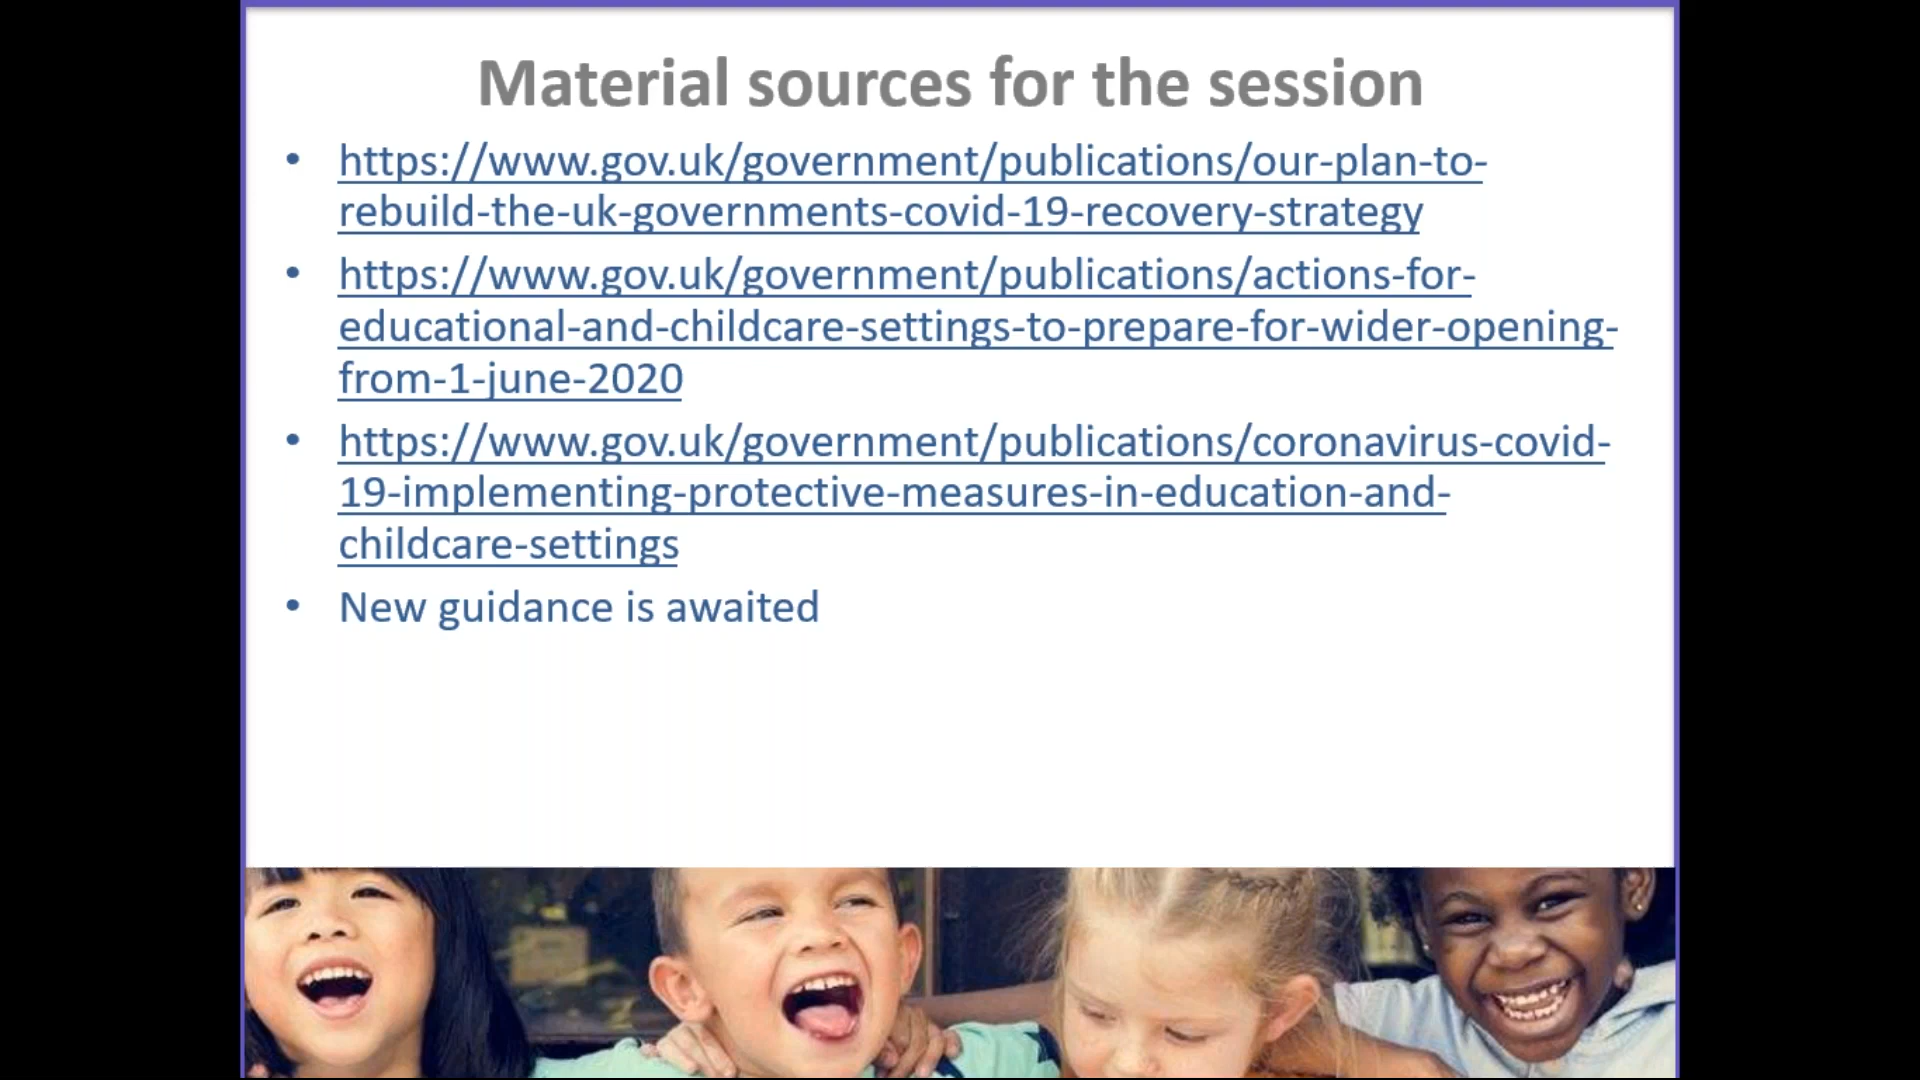 Material sources for the session
• https://www.gov.uk/government/publications/our-plan-to-
rebuild-the-uk-governments-covid-19-recovery-strategy
• https://www.gov.uk/government/publications/actions-for-
educational-and-childcare-settings-to-prepare-for-wider-opening-
from-1-june-2020
• https://www.gov.uk/government/publications/coronavirus-covid-
19-implementing-protective-measures-in-education-and-
childcare-settings
• New guidance is awaited